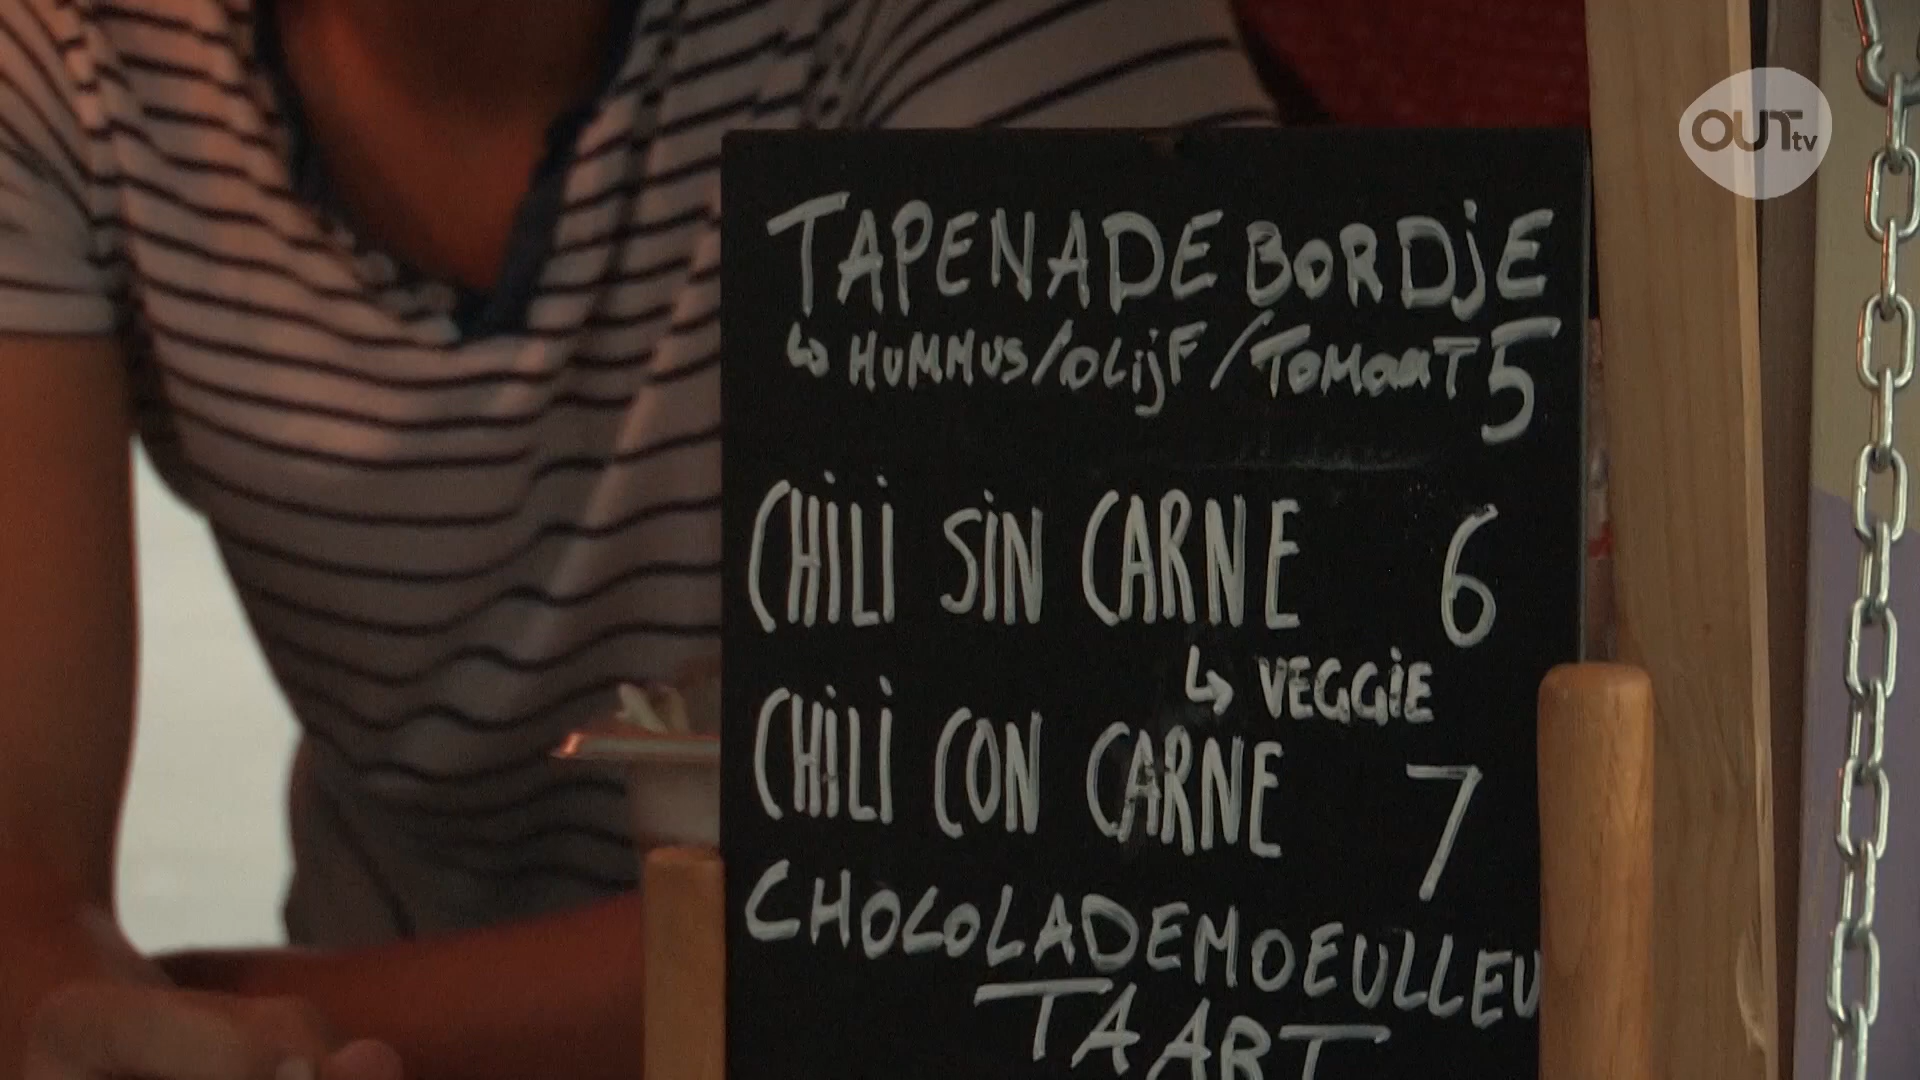 OUTtv
TAPENADE BORDJE
↳ HUMMUS/OLIJF/TOMAAT 5
CHILI SIN CARNE 6
↳ VEGGIE
CHILI CON CARNE 7
CHOCOLADEMOEULLEU
TAART